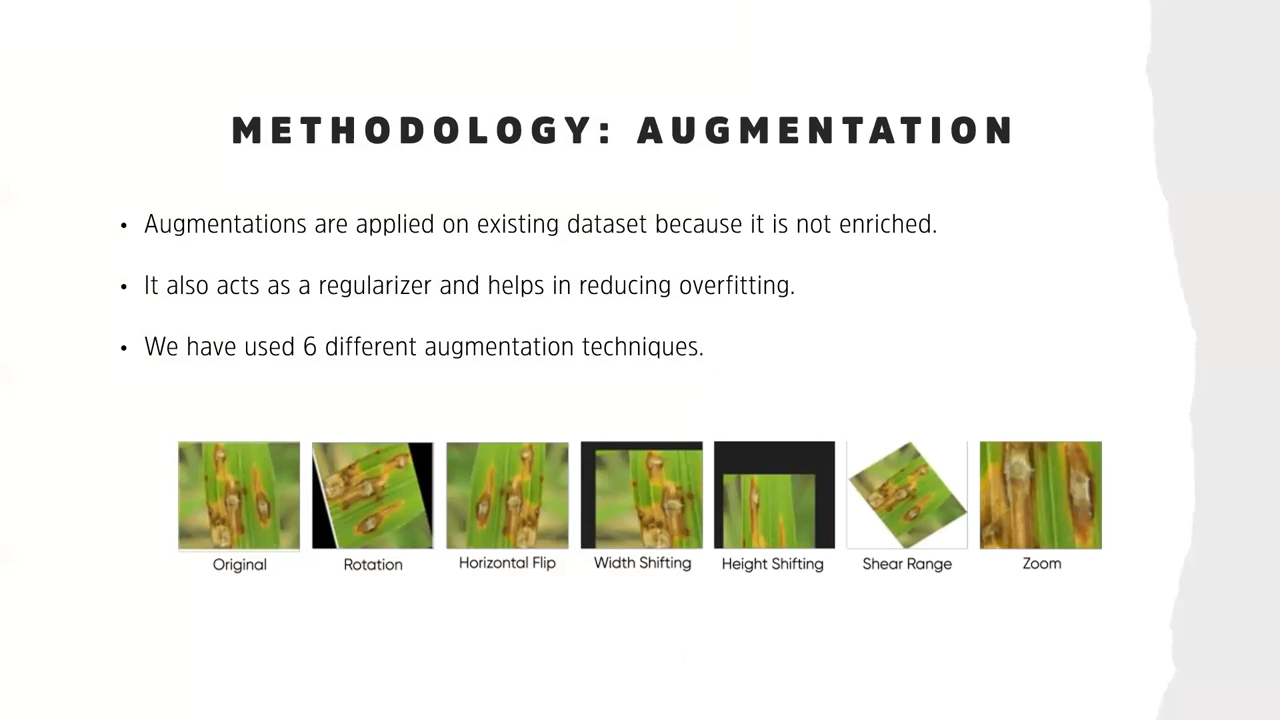 METHODOLOGY: AUGMENTATION
• Augmentations are applied on existing dataset because it is not enriched.
• It also acts as a regularizer and helps in reducing overfitting.
• We have used 6 different augmentation techniques.
Original Rotation Horizontal Flip Width Shifting Height Shifting Shear Range Zoom